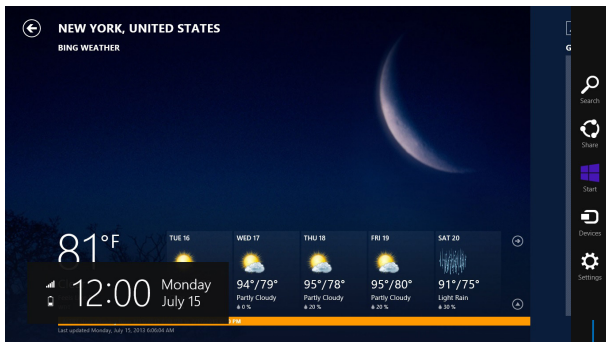 NEW YORK, UNITED STATES
BING WEATHER
G
Search
Share
Start
Devices
Settings
81°F
TUE 16
WED 17
THU 18
FRI 19
SAT 20
94°/79°
95°/78°
95°/80°
91°/75°
Partly Cloudy
Partly Cloudy
Partly Cloudy
Light Rain
0 %
20 %
20 %
30 %
12:00
Monday
July 15
PM
Last updated Monday, July 15, 2013 6:06:04 AM